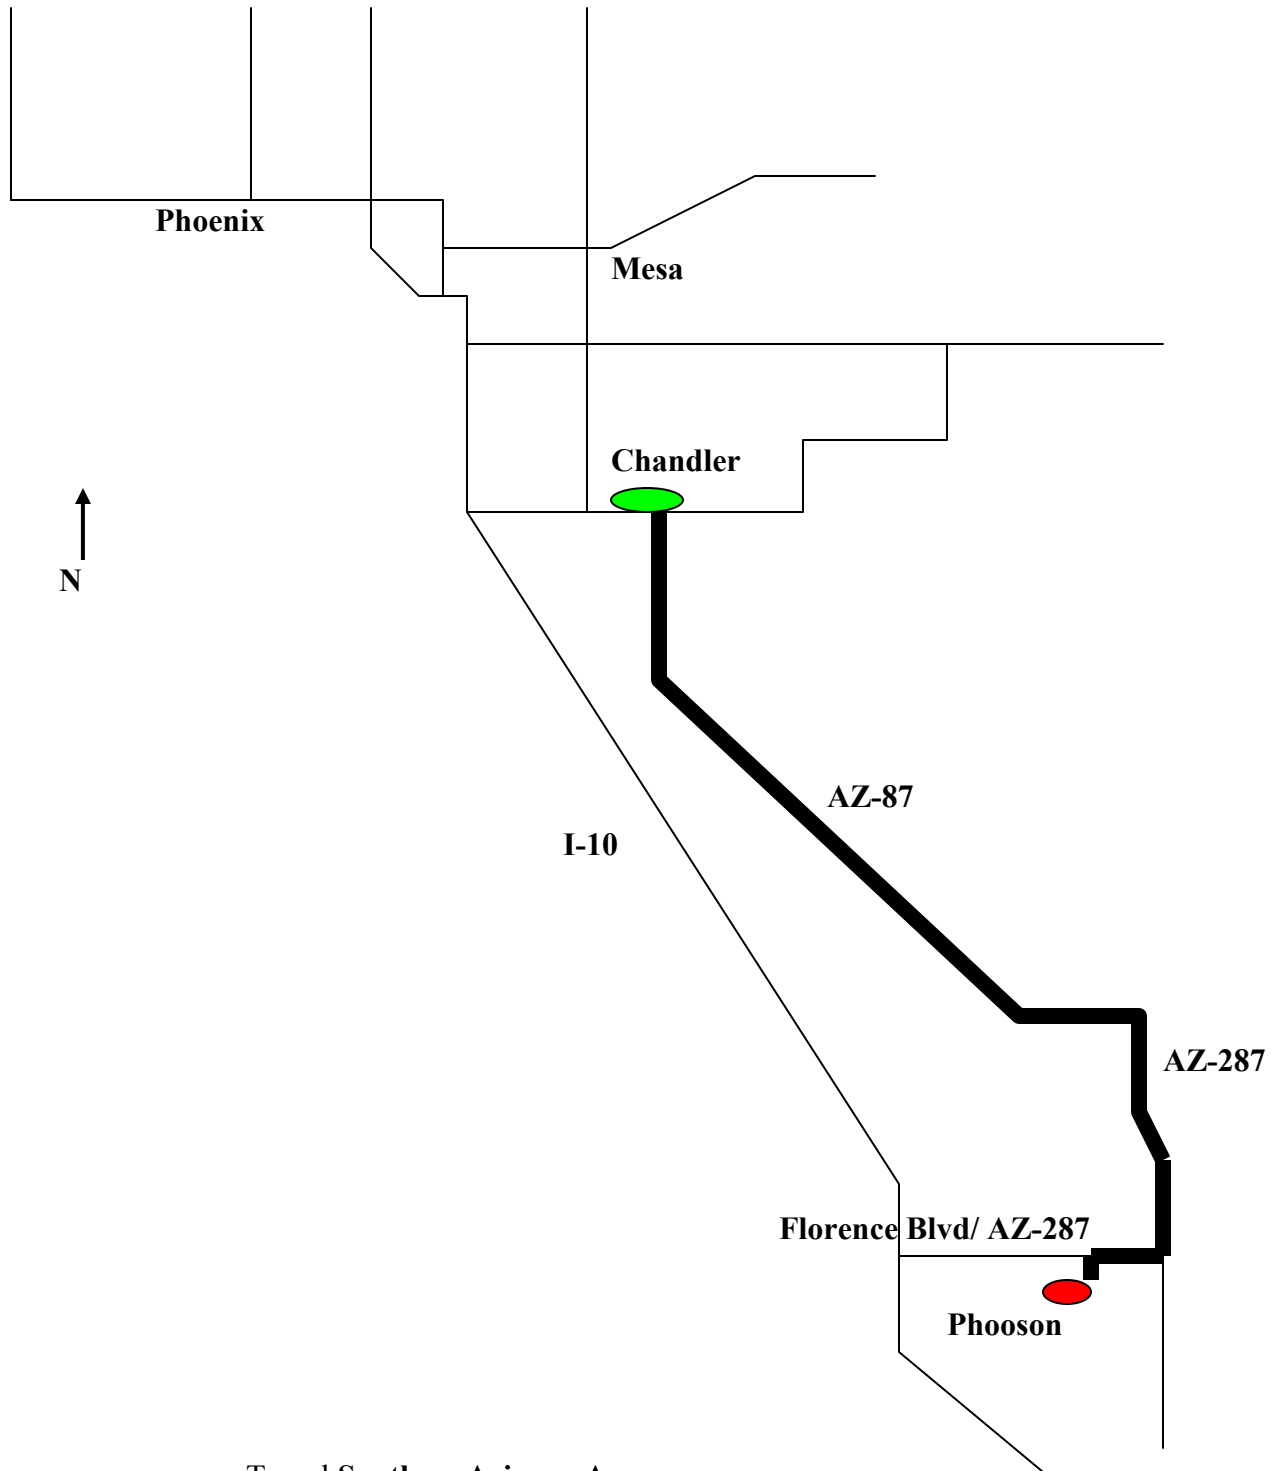 Phoenix
Mesa
Chandler
N
AZ-87
I-10
AZ-287
Florence Blvd/ AZ-287
Phooson